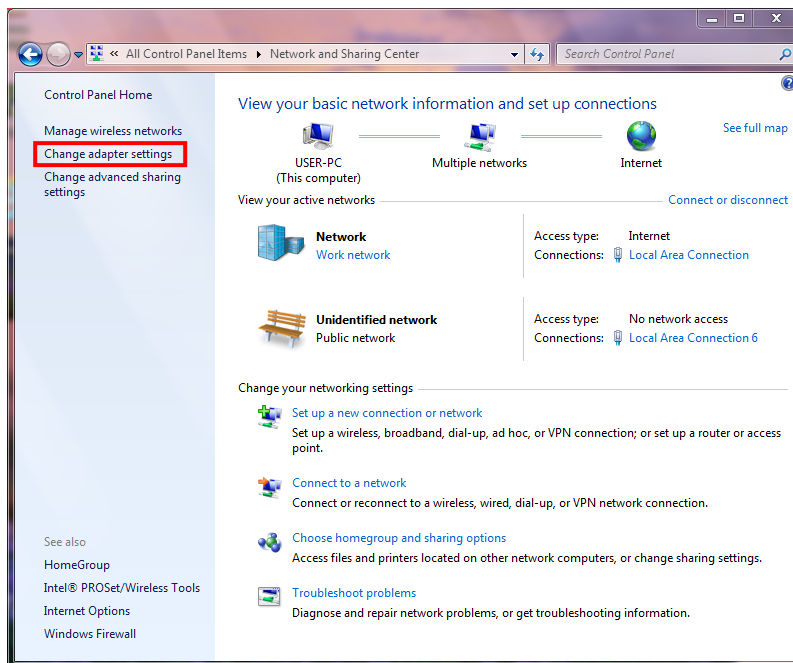 « All Control Panel Items ▸ Network and Sharing Center
Search Control Panel
Control Panel Home
Manage wireless networks
Change adapter settings
Change advanced sharing
settings
See also
HomeGroup
Intel® PROSet/Wireless Tools
Internet Options
Windows Firewall
View your basic network information and set up connections
See full map
USER-PC
(This computer)
Multiple networks
Internet
View your active networks
Connect or disconnect
Network
Work network
Access type: Internet
Connections: Local Area Connection
Unidentified network
Public network
Access type: No network access
Connections: Local Area Connection 6
Change your networking settings
Set up a new connection or network
Set up a wireless, broadband, dial-up, ad hoc, or VPN connection; or set up a router or access
point.
Connect to a network
Connect or reconnect to a wireless, wired, dial-up, or VPN network connection.
Choose homegroup and sharing options
Access files and printers located on other network computers, or change sharing settings.
Troubleshoot problems
Diagnose and repair network problems, or get troubleshooting information.